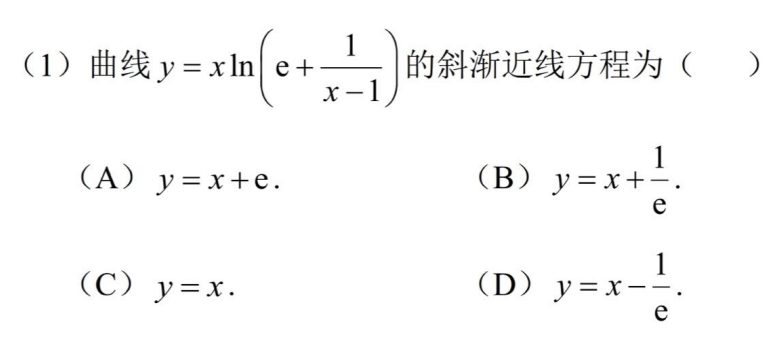 （1）曲线 y = x ln(e + 1/(x − 1)) 的斜渐近线方程为（　　）
（A）y = x + e.　（B）y = x + 1/e.
（C）y = x.　（D）y = x − 1/e.